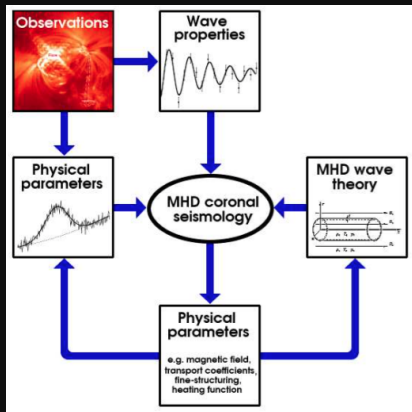 Observations
Wave
properties
Physical
parameters
MHD coronal
seismology
MHD wave
theory
Physical
parameters
e.g. magnetic field,
transport coefficients,
fine-structuring,
heating function